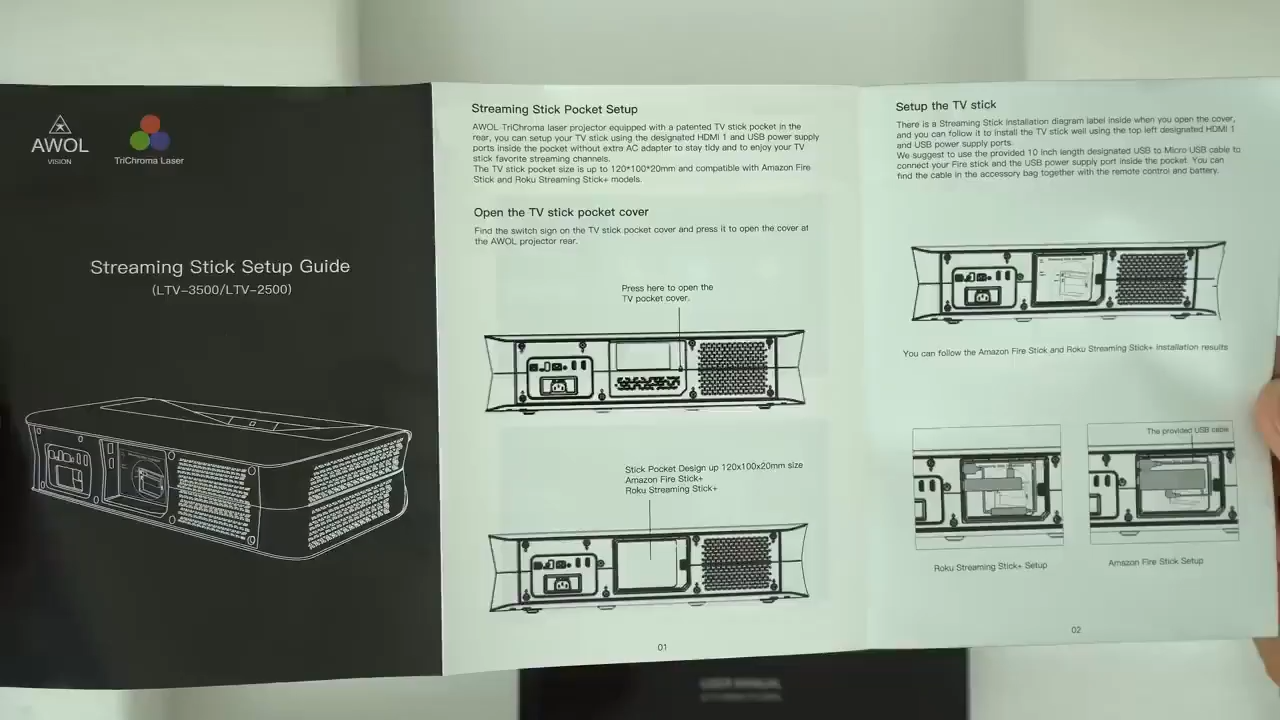 AWOL
VISION
TriChroma Laser
Streaming Stick Setup Guide
(LTV-3500/LTV-2500)
Streaming Stick Pocket Setup
AWOL TriChroma laser projector equipped with a patented TV stick pocket in the
rear, you can setup your TV stick using the designated HDMI 1 and USB power supply
ports inside the pocket without extra AC adapter to stay tidy and to enjoy your TV
stick favorite streaming channels.
The TV stick pocket size is up to 120*100*20mm and compatible with Amazon Fire
Stick and Roku Streaming Stick+ models.
Open the TV stick pocket cover
Find the switch sign on the TV stick pocket cover and press it to open the cover at
the AWOL projector rear.
Press here to open the
TV pocket cover.
Stick Pocket Design up 120x100x20mm size
Amazon Fire Stick+
Roku Streaming Stick+
01
Setup the TV stick
There is a Streaming Stick Installation diagram label inside when you open the cover,
and you can follow it to install the TV stick well using the top left designated HDMI 1
and USB power supply ports.
We suggest to use the provided 10 inch length designated USB to Micro USB cable to
connect your Fire stick and the USB power supply port inside the pocket. You can
find the cable in the accessory bag together with the remote control and battery.
You can follow the Amazon Fire Stick and Roku Streaming Stick+ installation results
The provided USB cable
Roku Streaming Stick+ Setup
Amazon Fire Stick Setup
02
USER MANUAL